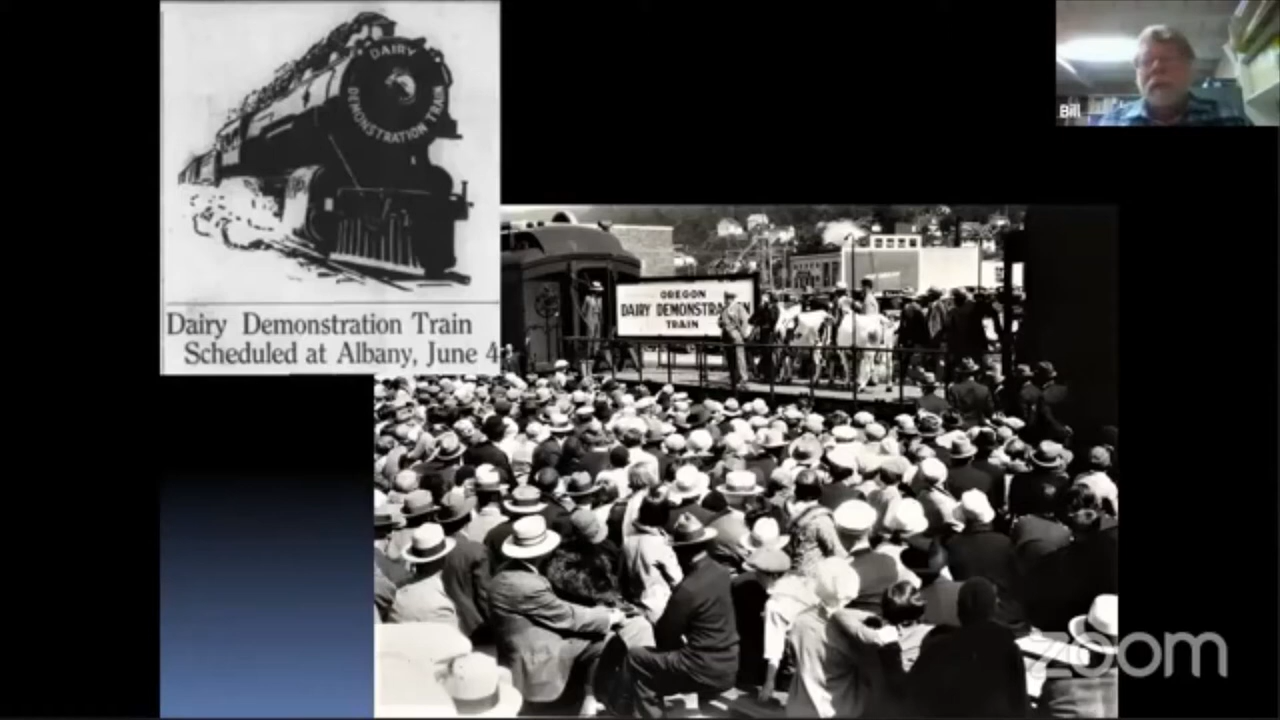 DAIRY
DEMONSTRATION TRAIN
Dairy Demonstration Train
Scheduled at Albany, June 4
Bill
OREGON
DAIRY DEMONSTRATION
TRAIN
zoom